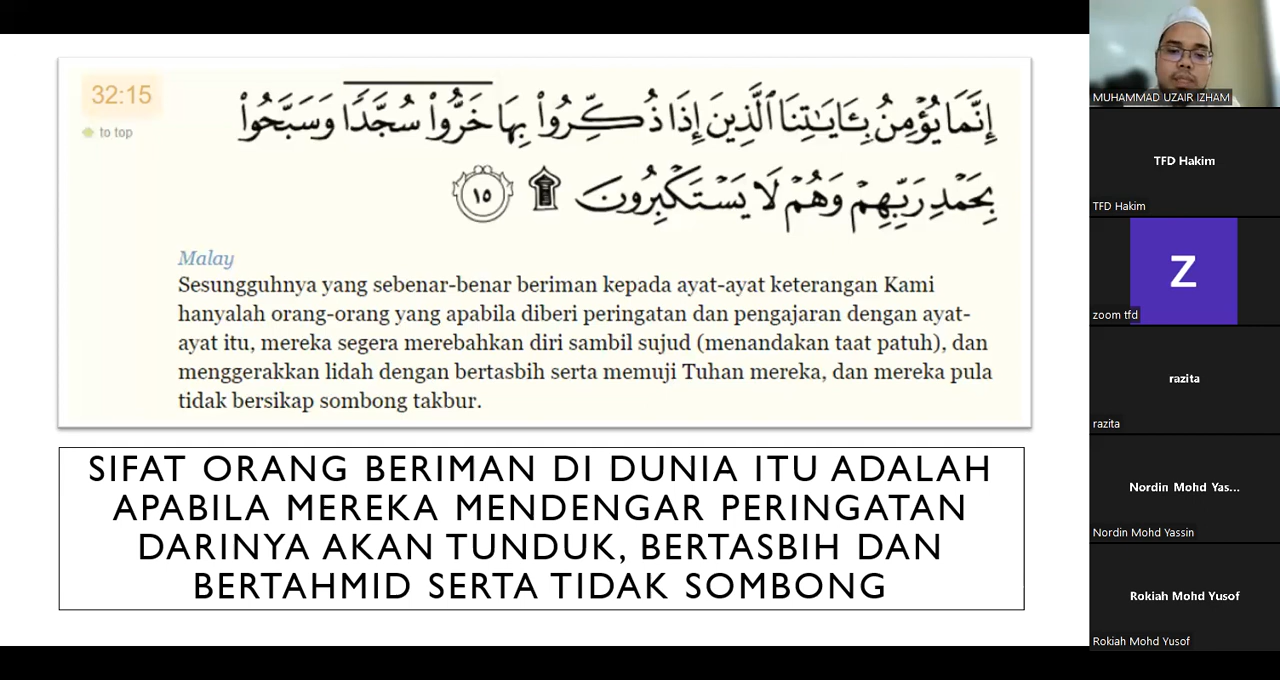 32:15
to top
إِنَّمَا يُؤْمِنُ بِـَٔايَـٰتِنَا ٱلَّذِينَ إِذَا ذُكِّرُوا۟ بِهَا خَرُّوا۟ سُجَّدًا وَسَبَّحُوا۟
بِحَمْدِ رَبِّهِمْ وَهُمْ لَا يَسْتَكْبِرُونَ ۩ ١٥
Malay
Sesungguhnya yang sebenar-benar beriman kepada ayat-ayat keterangan Kami
hanyalah orang-orang yang apabila diberi peringatan dan pengajaran dengan ayat-
ayat itu, mereka segera merebahkan diri sambil sujud (menandakan taat patuh), dan
menggerakkan lidah dengan bertasbih serta memuji Tuhan mereka, dan mereka pula
tidak bersikap sombong takbur.
SIFAT ORANG BERIMAN DI DUNIA ITU ADALAH
APABILA MEREKA MENDENGAR PERINGATAN
DARINYA AKAN TUNDUK, BERTASBIH DAN
BERTAHMID SERTA TIDAK SOMBONG
MUHAMMAD UZAIR IZHAM
TFD Hakim
TFD Hakim
Z
zoom tfd
razita
razita
Nordin Mohd Yas...
Nordin Mohd Yassin
Rokiah Mohd Yusof
Rokiah Mohd Yusof